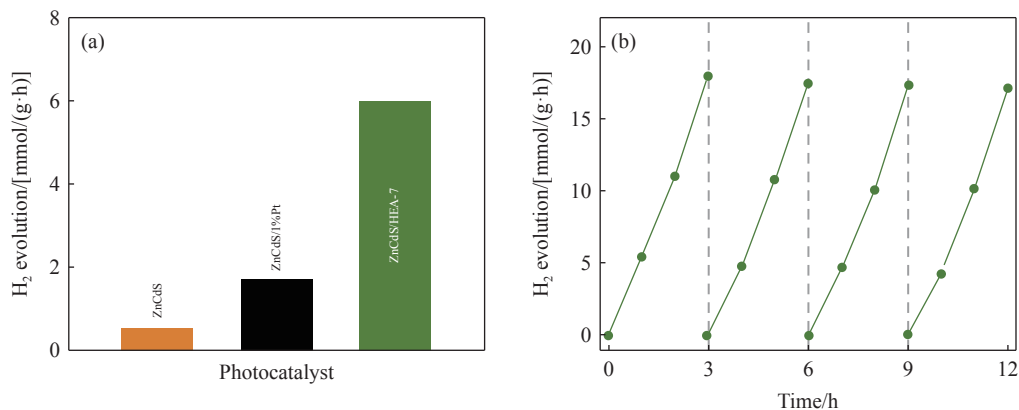 (a)
8
6
4
2
0
H₂ evolution/[mmol/(g·h)]
ZnCdS
ZnCdS/1%Pt
ZnCdS/HEA-7
Photocatalyst
(b)
20
15
10
5
0
H₂ evolution/[mmol/(g·h)]
0 3 6 9 12
Time/h